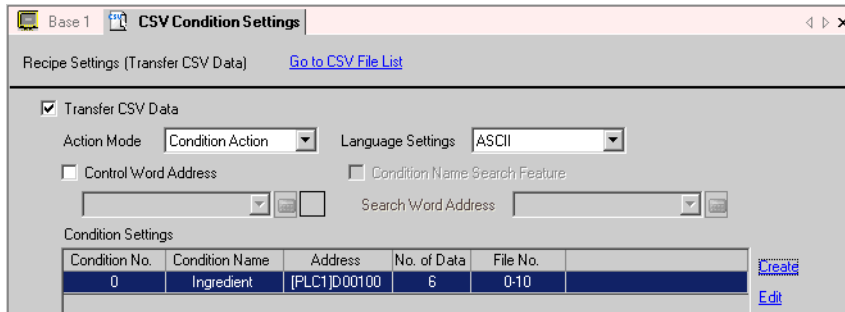 Base 1 CSV Condition Settings
Recipe Settings (Transfer CSV Data) Go to CSV File List
Transfer CSV Data
Action Mode Condition Action Language Settings ASCII
Control Word Address Condition Name Search Feature
Search Word Address
Condition Settings
Condition No. Condition Name Address No. of Data File No.
0 Ingredient [PLC1]D00100 6 0-10
Create
Edit